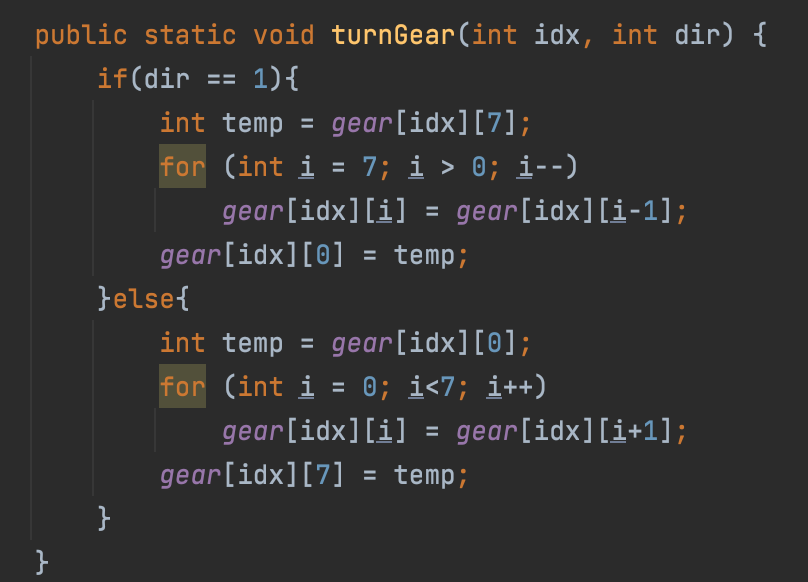 public static void turnGear(int idx, int dir) {
    if(dir == 1){
        int temp = gear[idx][7];
        for (int i = 7; i > 0; i--)
            gear[idx][i] = gear[idx][i-1];
        gear[idx][0] = temp;
    }else{
        int temp = gear[idx][0];
        for (int i = 0; i<7; i++)
            gear[idx][i] = gear[idx][i+1];
        gear[idx][7] = temp;
    }
}